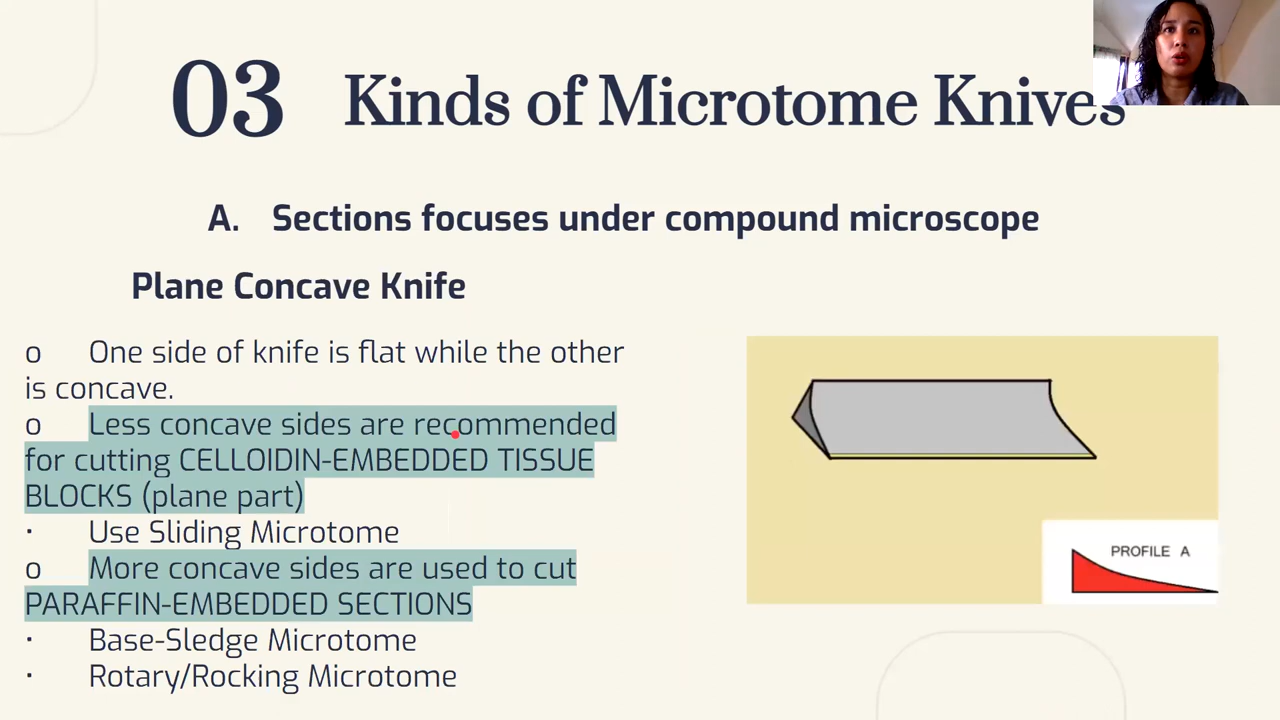 03 Kinds of Microtome Knives
A. Sections focuses under compound microscope
Plane Concave Knife
o One side of knife is flat while the other
is concave.
o Less concave sides are recommended
for cutting CELLOIDIN-EMBEDDED TISSUE
BLOCKS (plane part)
· Use Sliding Microtome
o More concave sides are used to cut
PARAFFIN-EMBEDDED SECTIONS
· Base-Sledge Microtome
· Rotary/Rocking Microtome
PROFILE A